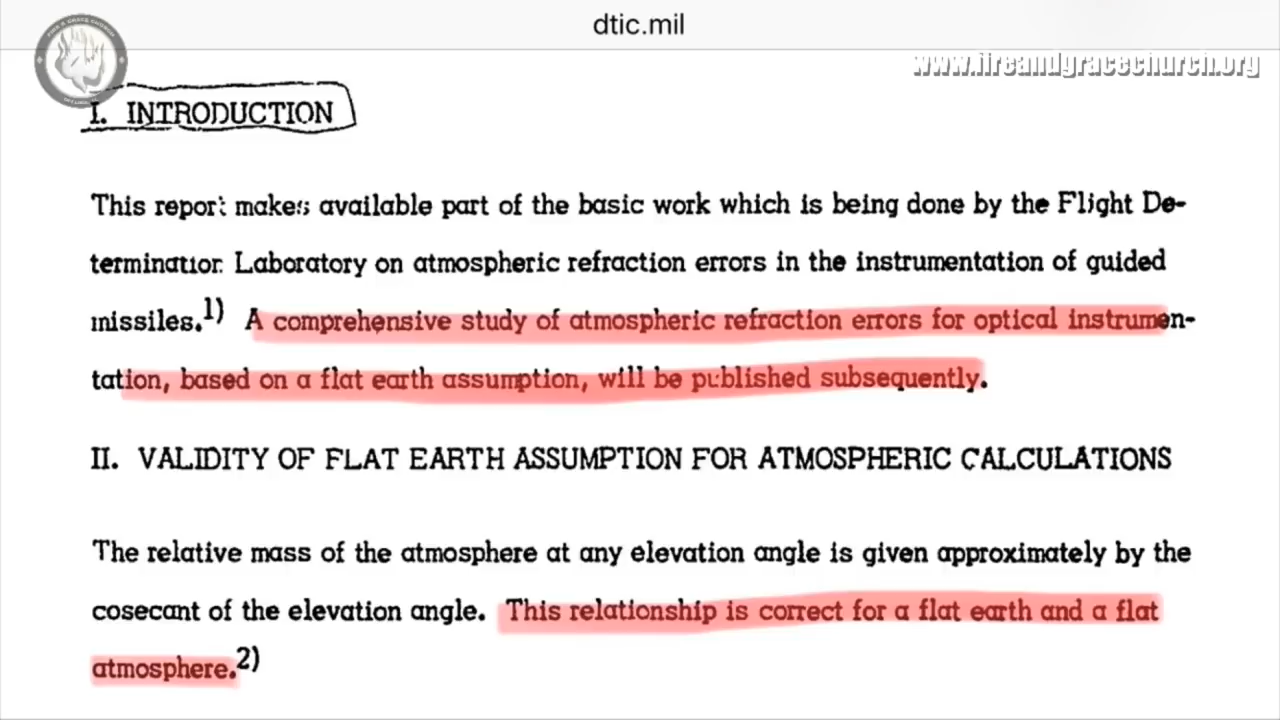 dtic.mil
www.fireandgracechurch.org
I. INTRODUCTION
This report makes available part of the basic work which is being done by the Flight De-
termination Laboratory on atmospheric refraction errors in the instrumentation of guided
missiles.1) A comprehensive study of atmospheric refraction errors for optical instrumen-
tation, based on a flat earth assumption, will be published subsequently.
II. VALIDITY OF FLAT EARTH ASSUMPTION FOR ATMOSPHERIC CALCULATIONS
The relative mass of the atmosphere at any elevation angle is given approximately by the
cosecant of the elevation angle. This relationship is correct for a flat earth and a flat
atmosphere.2)